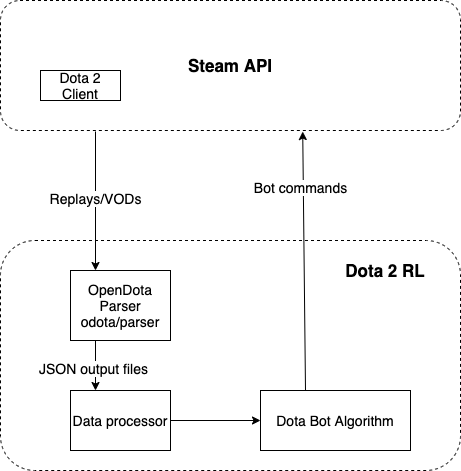 Steam API
Dota 2
Client
Replays/VODs
Bot commands
Dota 2 RL
OpenDota
Parser
odota/parser
JSON output files
Data processor
Dota Bot Algorithm